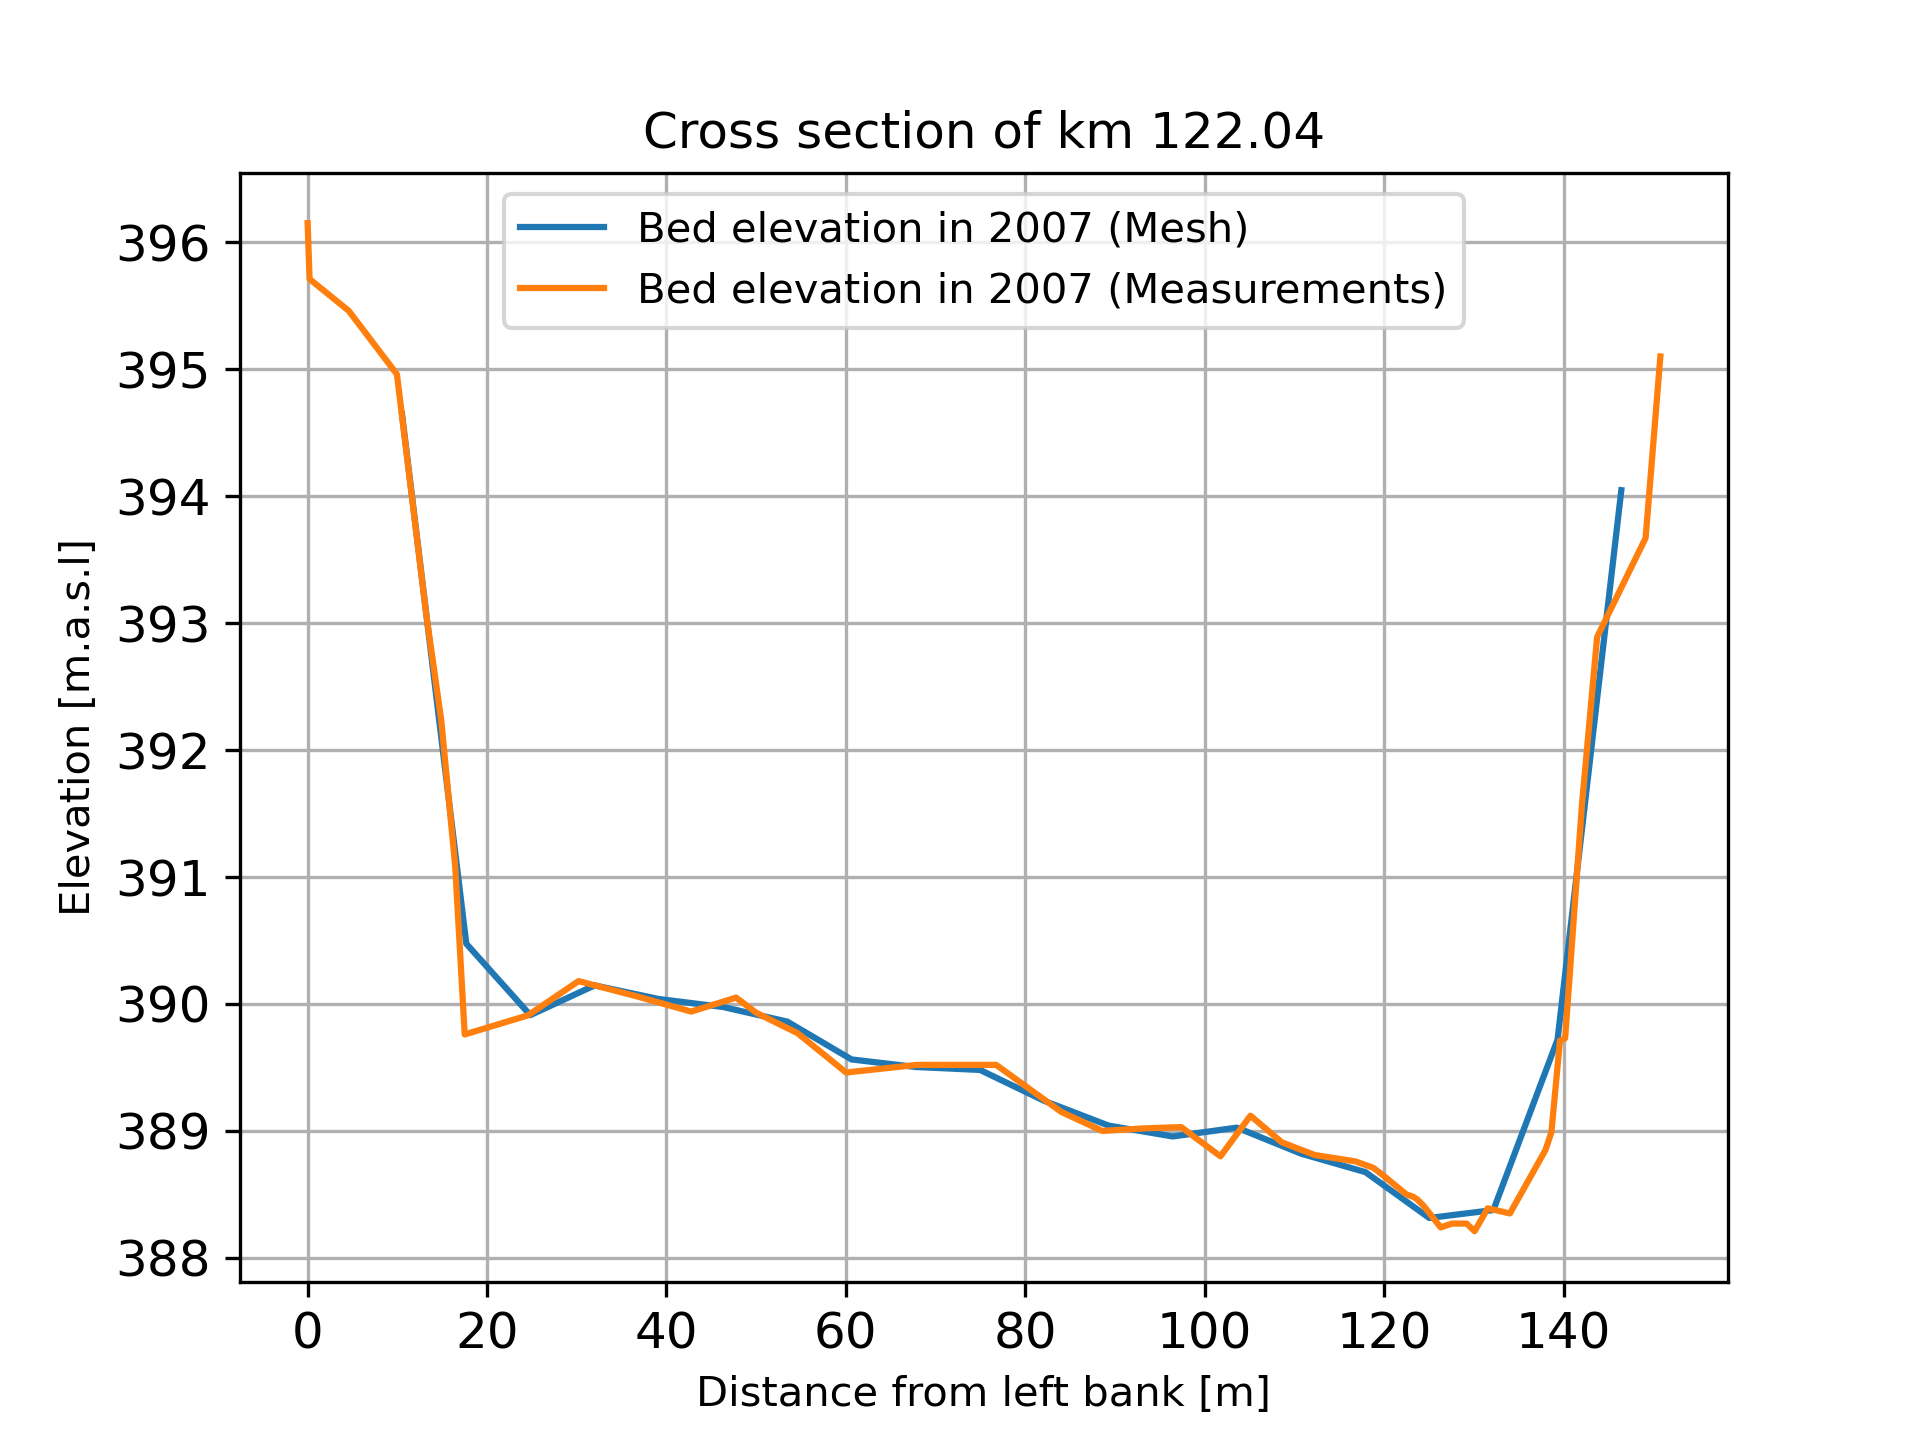 Cross section of km 122.04
Bed elevation in 2007 (Mesh)
Bed elevation in 2007 (Measurements)
396
395
394
393
392
391
390
389
388
Elevation [m.a.s.l]
0 20 40 60 80 100 120 140
Distance from left bank [m]